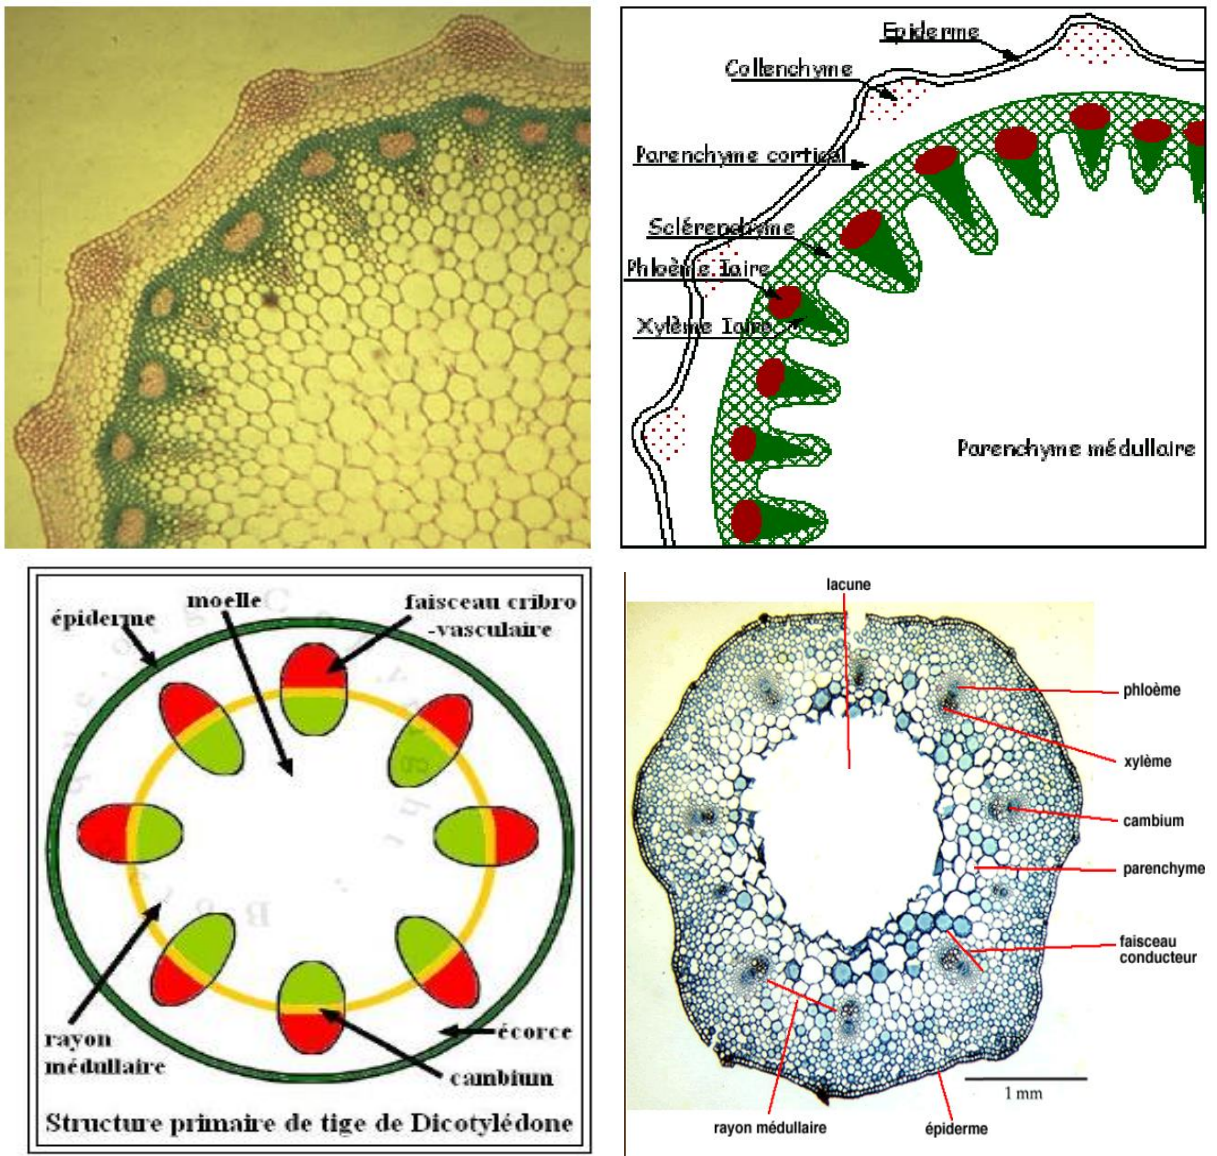 Epiderme
Collenchyme
Parenchyme cortical
Sclérenchyme
Phloème Iaire
Xylème Iaire
Parenchyme médullaire
moelle
faisceau cribro
-vasculaire
épiderme
rayon
médullaire
écorce
cambium
Structure primaire de tige de Dicotylédone
lacune
phloème
xylème
cambium
parenchyme
faisceau
conducteur
1 mm
rayon médullaire
épiderme